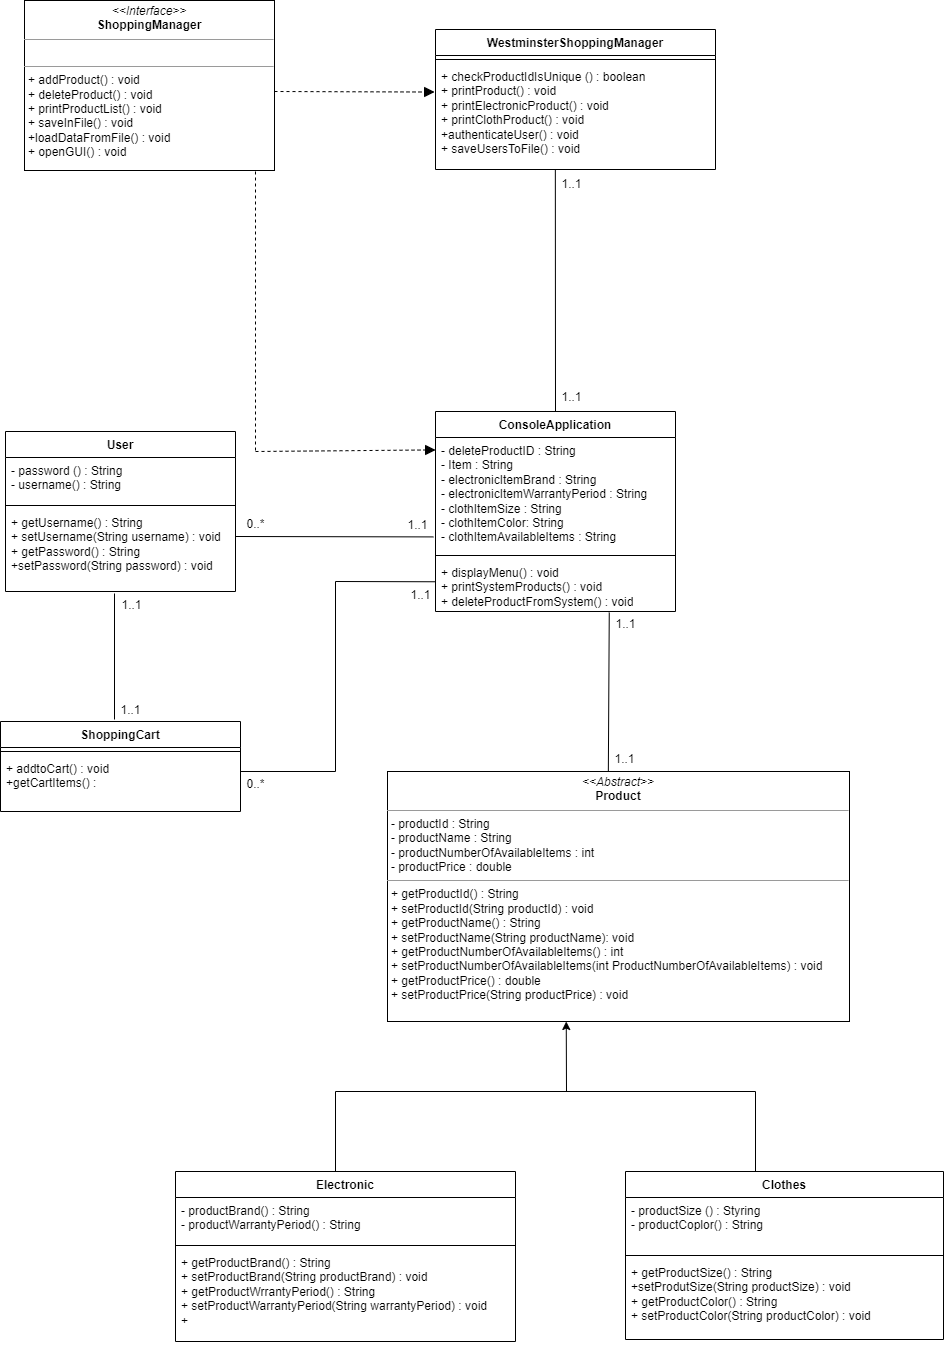 <<Interface>>
ShoppingManager
+ addProduct() : void
+ deleteProduct() : void
+ printProductList() : void
+ saveInFile() : void
+loadDataFromFile() : void
+ openGUI() : void
WestminsterShoppingManager
+ checkProductIdIsUnique () : boolean
+ printProduct() : void
+ printElectronicProduct() : void
+ printClothProduct() : void
+authenticateUser() : void
+ saveUsersToFile() : void
1..1
1..1
ConsoleApplication
- deleteProductID : String
- Item : String
- electronicItemBrand : String
- electronicItemWarrantyPeriod : String
- clothItemSize : String
- clothItemColor: String
- clothItemAvailableItems : String
+ displayMenu() : void
+ printSystemProducts() : void
+ deleteProductFromSystem() : void
User
- password () : String
- username() : String
+ getUsername() : String
+ setUsername(String username) : void
+ getPassword() : String
+setPassword(String password) : void
0..*
1..1
1..1
1..1
1..1
1..1
ShoppingCart
+ addtoCart() : void
+getCartItems() :
0..*
1..1
<<Abstract>>
Product
- productId : String
- productName : String
- productNumberOfAvailableItems : int
- productPrice : double
+ getProductId() : String
+ setProductId(String productId) : void
+ getProductName() : String
+ setProductName(String productName): void
+ getProductNumberOfAvailableItems() : int
+ setProductNumberOfAvailableItems(int ProductNumberOfAvailableItems) : void
+ getProductPrice() : double
+ setProductPrice(String productPrice) : void
Electronic
- productBrand() : String
- productWarrantyPeriod() : String
+ getProductBrand() : String
+ setProductBrand(String productBrand) : void
+ getProductWrrantyPeriod() : String
+ setProductWarrantyPeriod(String warrantyPeriod) : void
+
Clothes
- productSize () : Styring
- productCoplor() : String
+ getProductSize() : String
+setProdutSize(String productSize) : void
+ getProductColor() : String
+ setProductColor(String productColor) : void